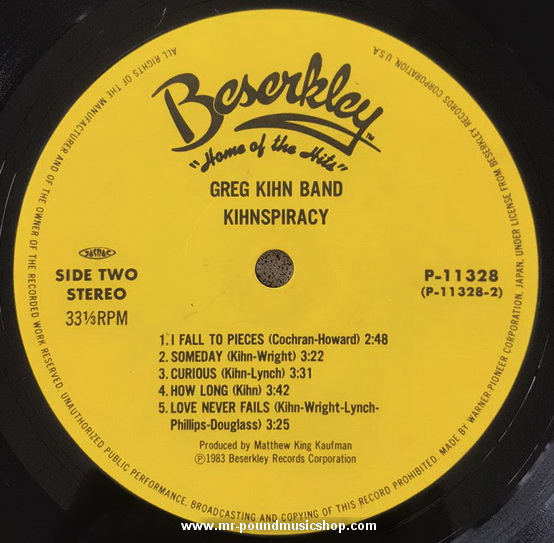 Beserkley™
"Home of the Hits"
GREG KIHN BAND
KIHNSPIRACY
JASRAC
SIDE TWO
STEREO
33⅓RPM
P-11328
(P-11328-2)
1. I FALL TO PIECES (Cochran-Howard) 2:48
2. SOMEDAY (Kihn-Wright) 3:22
3. CURIOUS (Kihn-Lynch) 3:31
4. HOW LONG (Kihn) 3:42
5. LOVE NEVER FAILS (Kihn-Wright-Lynch-
Phillips-Douglass) 3:25
Produced by Matthew King Kaufman
Ⓟ1983 Beserkley Records Corporation
ALL RIGHTS OF THE MANUFACTURER AND OF THE OWNER OF THE RECORDED WORK RESERVED. UNAUTHORIZED PUBLIC PERFORMANCE, BROADCASTING AND COPYING OF THIS RECORD PROHIBITED. MADE BY WARNER-PIONEER CORPORATION, JAPAN, UNDER LICENSE FROM BESERKLEY RECORDS CORPORATION, U.S.A.
www.mr-poundmusicshop.com